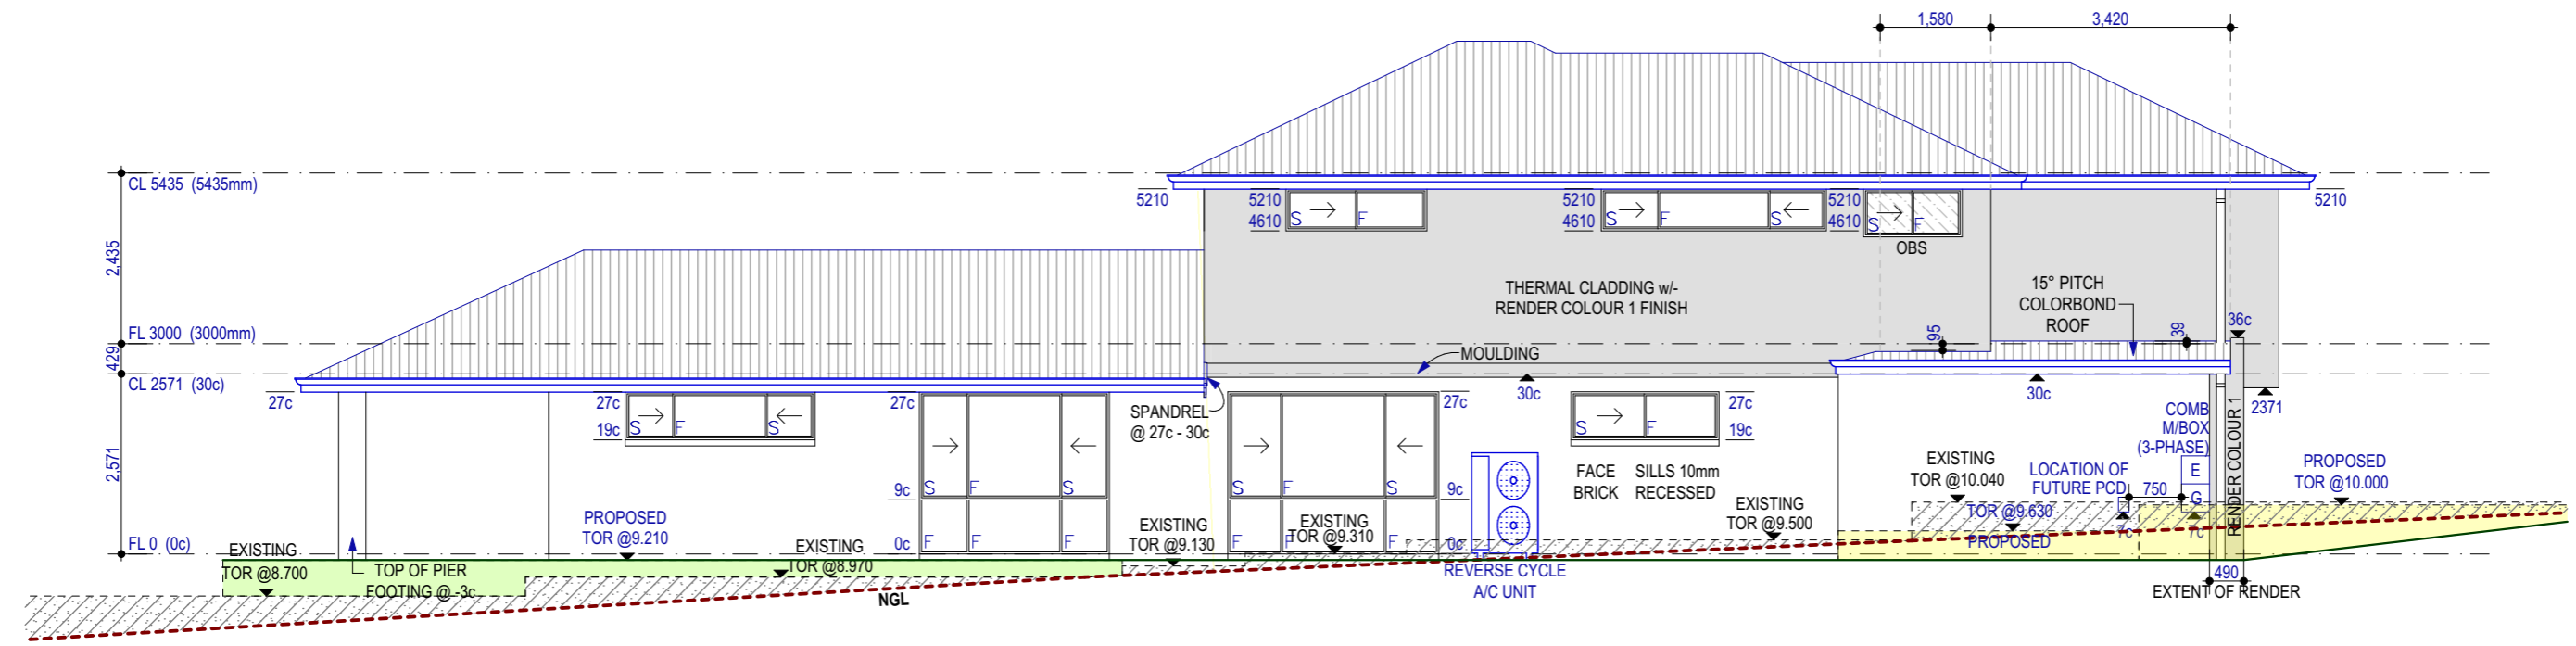 1,580
3,420
CL 5435 (5435mm)
2,435
FL 3000 (3000mm)
429
CL 2571 (30c)
2,571
FL 0 (0c)
5210
5210
4610
S
F
5210
4610
S
F
S
5210
4610
S
F
OBS
5210
THERMAL CLADDING w/-
RENDER COLOUR 1 FINISH
15° PITCH
COLORBOND
ROOF
95
39
36c
MOULDING
27c
27c
19c
S
F
S
27c
9c
0c
S
F
S
F
F
F
SPANDREL
@ 27c - 30c
S
F
S
F
F
F
27c
9c
0c
30c
S
F
27c
19c
30c
2371
COMB
M/BOX
(3-PHASE)
E
G
RENDER COLOUR 1
FACE
BRICK
SILLS 10mm
RECESSED
EXISTING
TOR @10.040
LOCATION OF
FUTURE PCD
750
PROPOSED
TOR @10.000
EXISTING
TOR @8.700
TOP OF PIER
FOOTING @ -3c
PROPOSED
TOR @9.210
EXISTING
TOR @8.970
EXISTING
TOR @9.130
EXISTING
TOR @9.310
EXISTING
TOR @9.500
TOR @9.630
PROPOSED
7c
7c
REVERSE CYCLE
A/C UNIT
NGL
490
EXTENT OF RENDER